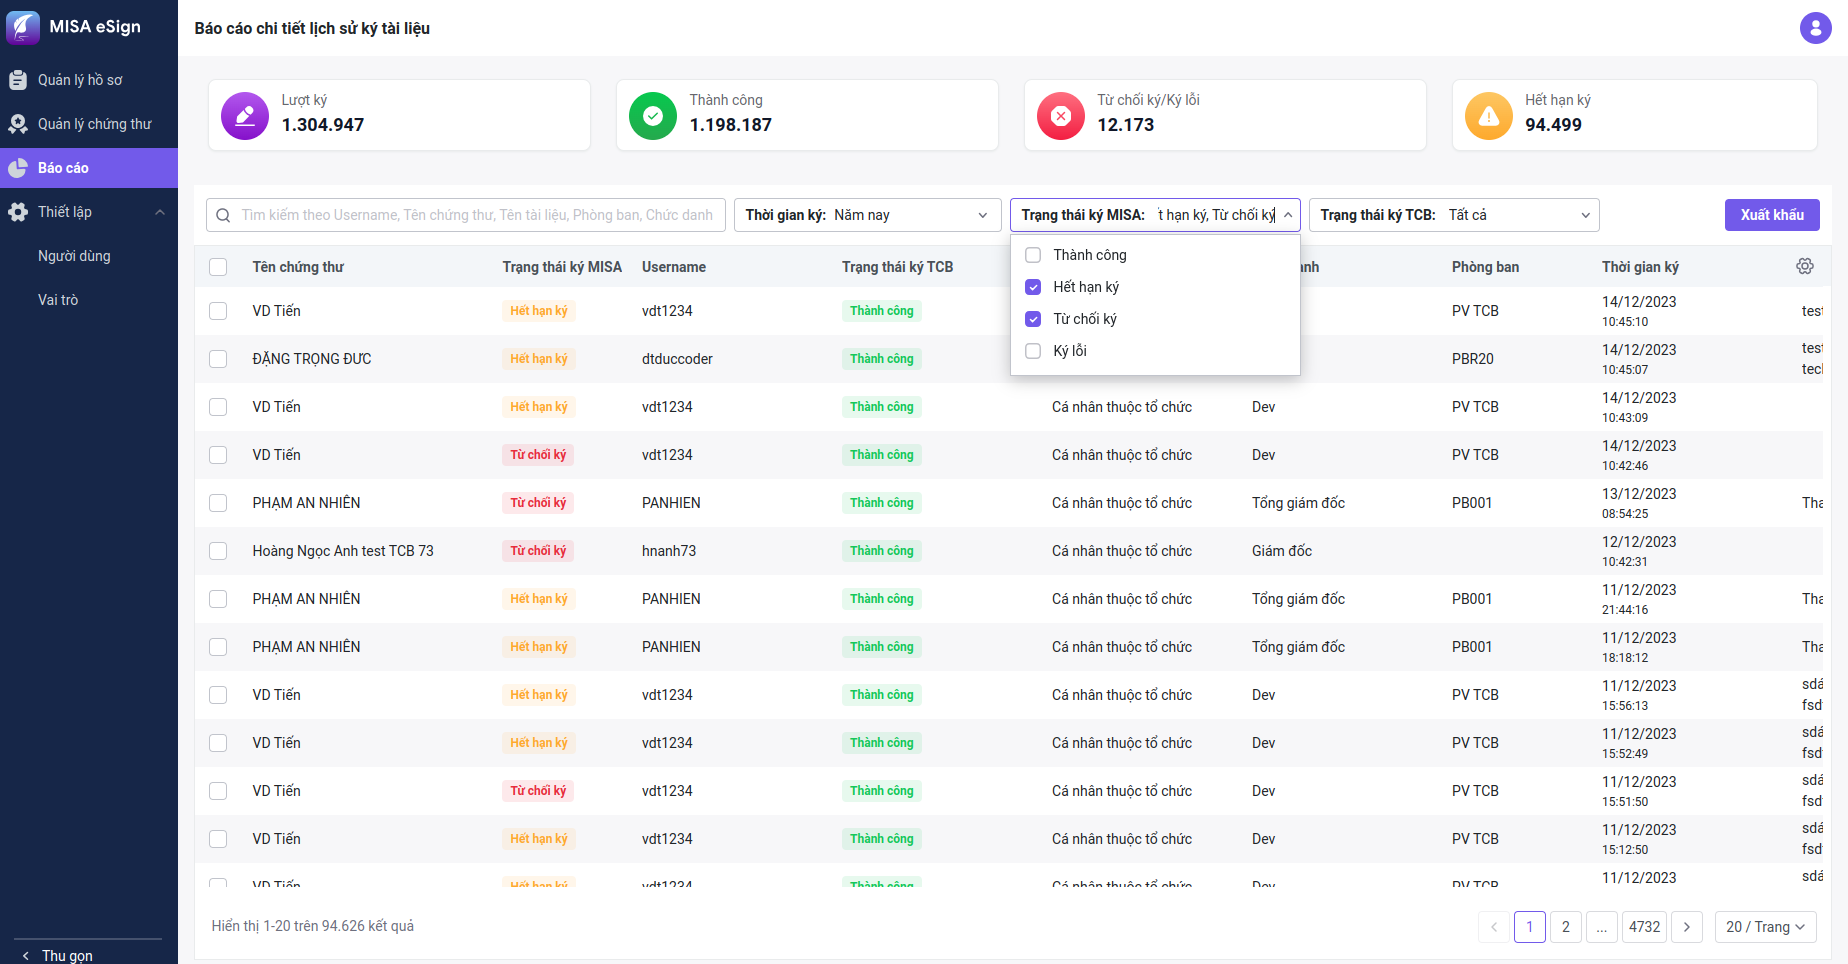 MISA eSign
Báo cáo chi tiết lịch sử ký tài liệu
Quản lý hồ sơ
Quản lý chứng thư
Báo cáo
Thiết lập
Người dùng
Vai trò
Thu gọn
Lượt ký
1.304.947
Thành công
1.198.187
Từ chối ký/Ký lỗi
12.173
Hết hạn ký
94.499
Tìm kiếm theo Username, Tên chứng thư, Tên tài liệu, Phòng ban, Chức danh
Thời gian ký: Năm nay
Trạng thái ký MISA: t hạn ký, Từ chối ký
Trạng thái ký TCB: Tất cả
Xuất khẩu
Thành công
Hết hạn ký
Từ chối ký
Ký lỗi
Tên chứng thư Trạng thái ký MISA Username Trạng thái ký TCB anh Phòng ban Thời gian ký
VD Tiến Hết hạn ký vdt1234 Thành công PV TCB 14/12/2023 10:45:10 test
ĐẶNG TRỌNG ĐƯC Hết hạn ký dtduccoder Thành công PBR20 14/12/2023 10:45:07 test tecl
VD Tiến Hết hạn ký vdt1234 Thành công Cá nhân thuộc tổ chức Dev PV TCB 14/12/2023 10:43:09
VD Tiến Từ chối ký vdt1234 Thành công Cá nhân thuộc tổ chức Dev PV TCB 14/12/2023 10:42:46
PHẠM AN NHIÊN Từ chối ký PANHIEN Thành công Cá nhân thuộc tổ chức Tổng giám đốc PB001 13/12/2023 08:54:25 Tha
Hoàng Ngọc Anh test TCB 73 Từ chối ký hnanh73 Thành công Cá nhân thuộc tổ chức Giám đốc 12/12/2023 10:42:31
PHẠM AN NHIÊN Hết hạn ký PANHIEN Thành công Cá nhân thuộc tổ chức Tổng giám đốc PB001 11/12/2023 21:44:16 Tha
PHẠM AN NHIÊN Hết hạn ký PANHIEN Thành công Cá nhân thuộc tổ chức Tổng giám đốc PB001 11/12/2023 18:18:12 Tha
VD Tiến Hết hạn ký vdt1234 Thành công Cá nhân thuộc tổ chức Dev PV TCB 11/12/2023 15:56:13 sdá fsd
VD Tiến Hết hạn ký vdt1234 Thành công Cá nhân thuộc tổ chức Dev PV TCB 11/12/2023 15:52:49 sdá fsd
VD Tiến Từ chối ký vdt1234 Thành công Cá nhân thuộc tổ chức Dev PV TCB 11/12/2023 15:51:50 sdá fsd
VD Tiến Hết hạn ký vdt1234 Thành công Cá nhân thuộc tổ chức Dev PV TCB 11/12/2023 15:12:50 sdá fsd
VD Tiến Hết hạn ký vdt1234 Thành công Cá nhân thuộc tổ chức Dev PV TCB 11/12/2023 sdá
Hiển thị 1-20 trên 94.626 kết quả
1 2 ... 4732
20 / Trang